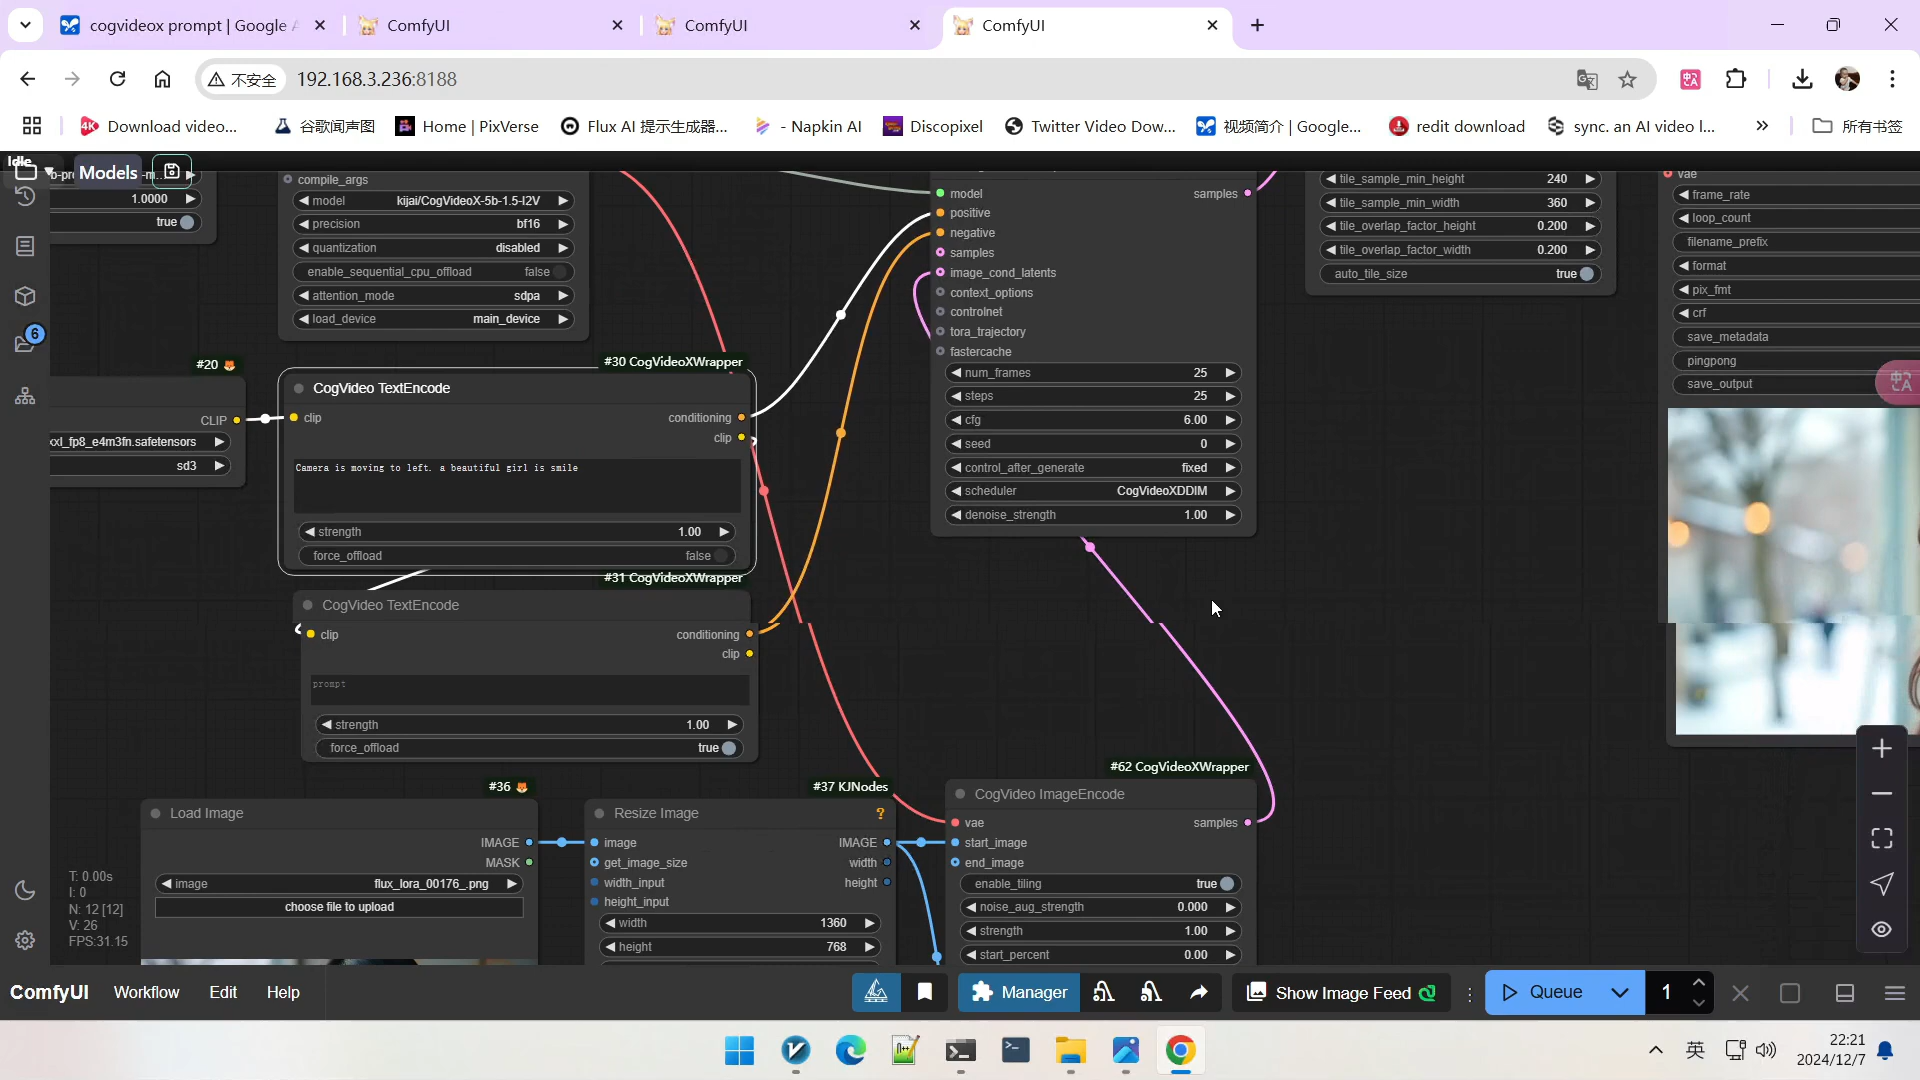 cogvideox prompt | Google
ComfyUI
ComfyUI
ComfyUI
不安全
192.168.3.236:8188
Download video...
谷歌闻声图
Home | PixVerse
Flux AI 提示生成器...
- Napkin AI
Discopixel
Twitter Video Dow...
视频简介 | Google...
redit download
sync. an AI video l...
所有书签
Idle
Models
1.0000
true
compile_args
model kijai/CogVideoX-5b-1.5-I2V
precision bf16
quantization disabled
enable_sequential_cpu_offload false
attention_mode sdpa
load_device main_device
#20
CLIP
xxl_fp8_e4m3fn.safetensors
sd3
#30 CogVideoXWrapper
CogVideo TextEncode
clip
conditioning
clip
Camera is moving to left. a beautiful girl is smile
strength 1.00
force_offload false
#31 CogVideoXWrapper
CogVideo TextEncode
clip
conditioning
clip
prompt
strength 1.00
force_offload true
model
samples
positive
negative
samples
image_cond_latents
context_options
controlnet
tora_trajectory
fastercache
num_frames 25
steps 25
cfg 6.00
seed 0
control_after_generate fixed
scheduler CogVideoXDDIM
denoise_strength 1.00
tile_sample_min_height 240
tile_sample_min_width 360
tile_overlap_factor_height 0.200
tile_overlap_factor_width 0.200
auto_tile_size true
vae
frame_rate
loop_count
filename_prefix
format
pix_fmt
crf
save_metadata
pingpong
save_output
#36
Load Image
IMAGE
MASK
image flux_lora_00176_.png
choose file to upload
#37 KJNodes
Resize Image
?
image
IMAGE
get_image_size
width
width_input
height
height_input
width 1360
height 768
#62 CogVideoXWrapper
CogVideo ImageEncode
vae
samples
start_image
end_image
enable_tiling true
noise_aug_strength 0.000
strength 1.00
start_percent 0.00
6
T: 0.00s
I: 0
N: 12 [12]
V: 26
FPS:31.15
ComfyUI
Workflow
Edit
Help
Manager
Show Image Feed
Queue
1
英
22:21
2024/12/7